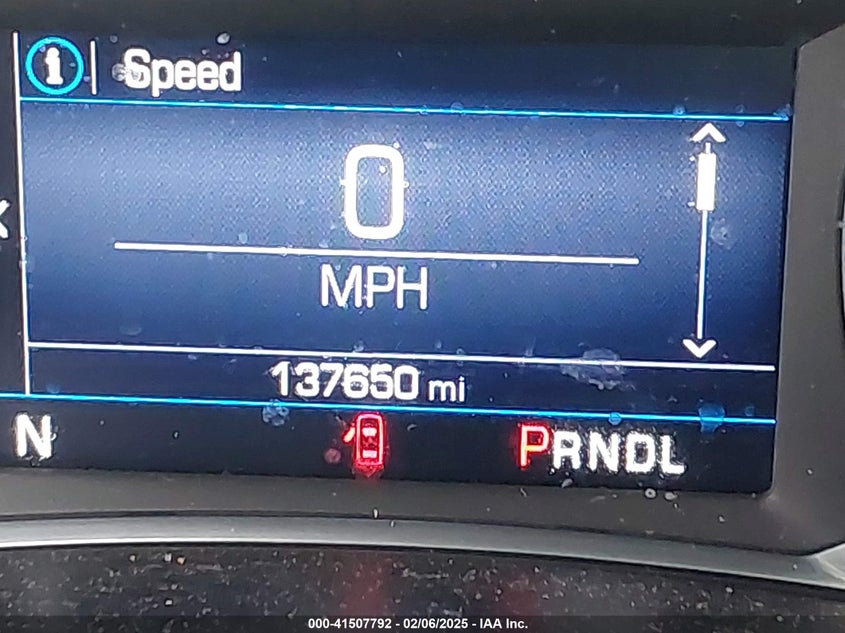 i Speed
0
MPH
137650 mi
N PRNDL
000-41507792 - 02/06/2025 - IAA Inc.